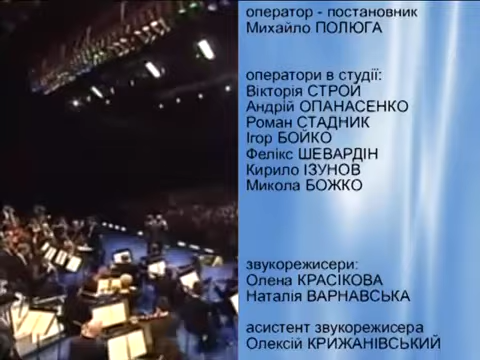 оператор - постановник
Михайло ПОЛЮГА
оператори в студії:
Вікторія СТРОЙ
Андрій ОПАНАСЕНКО
Роман СТАДНИК
Ігор БОЙКО
Фелікс ШЕВАРДІН
Кирило ІЗУНОВ
Микола БОЖКО
звукорежисери:
Олена КРАСІКОВА
Наталія ВАРНАВСЬКА
асистент звукорежисера
Олексій КРИЖАНІВСЬКИЙ